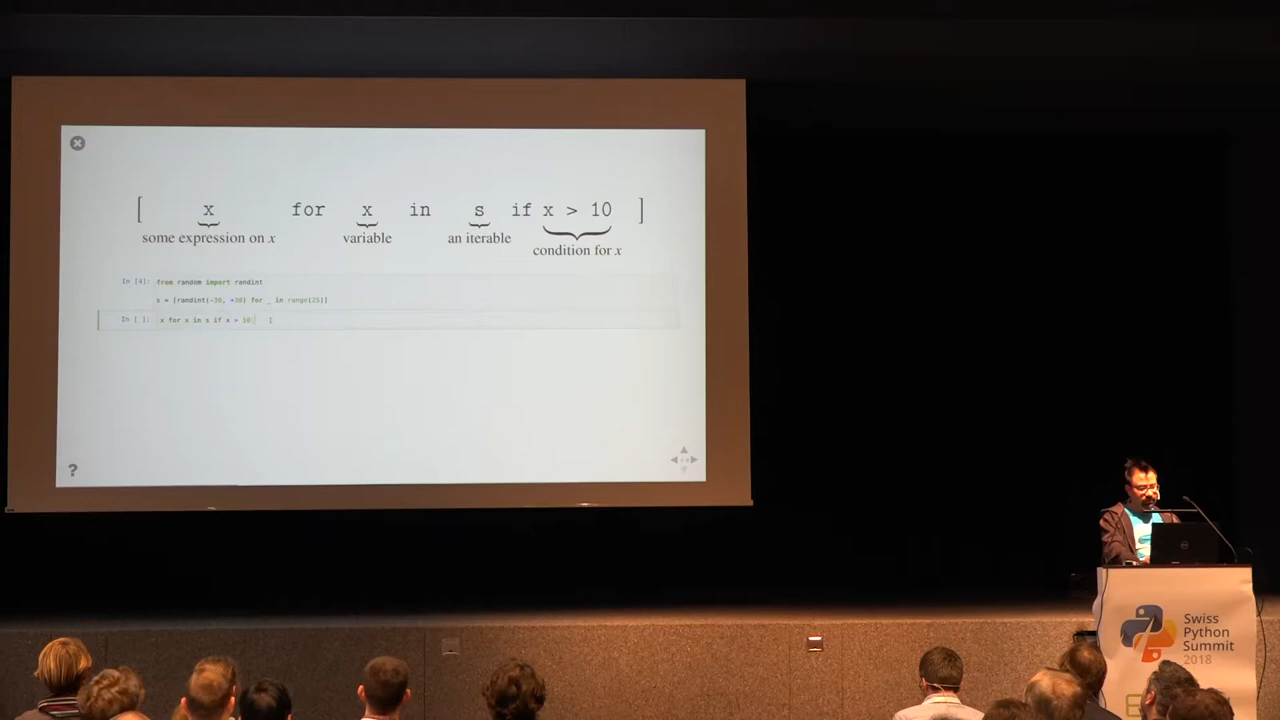 [ x for x in s if x > 10 ]
some expression on x variable an iterable condition for x
In [4]: from random import randint
s = [randint(-30, +30) for _ in range(25)]
In [ ]: x for x in s if x > 10
?
Swiss
Python
Summit
2018